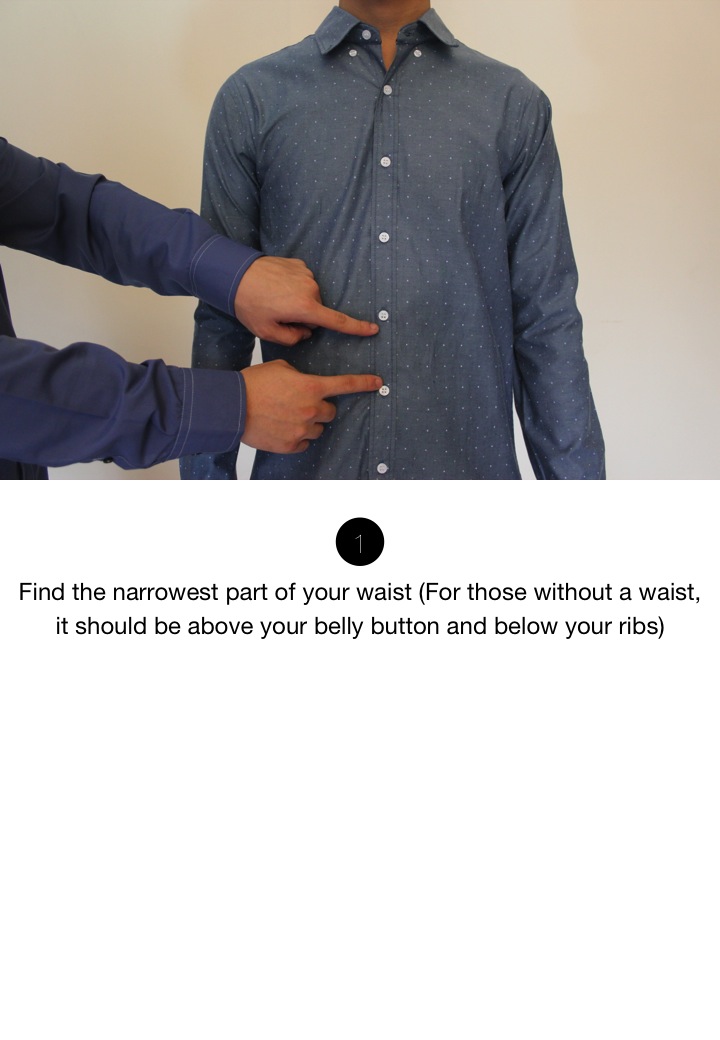 1
Find the narrowest part of your waist (For those without a waist,
it should be above your belly button and below your ribs)